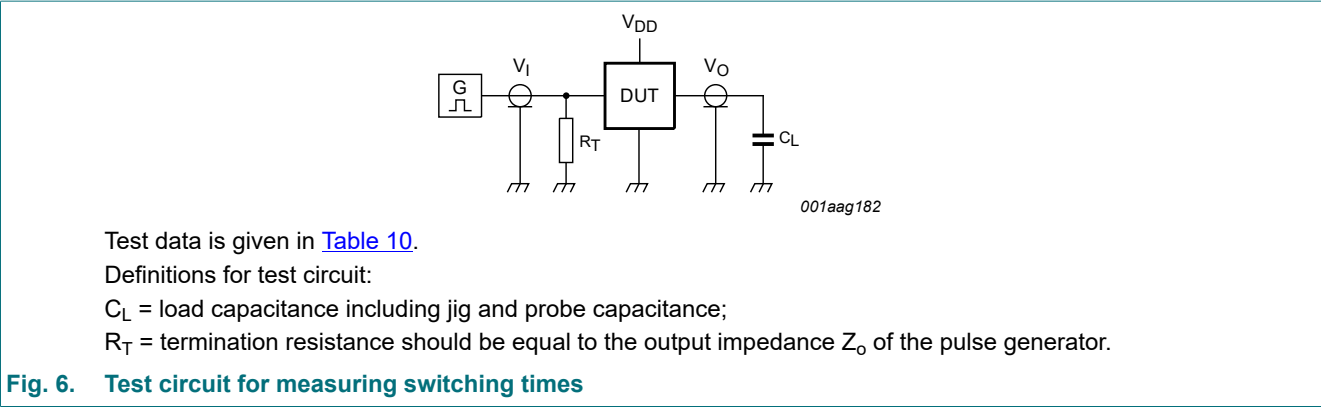 VDD
VI
VO
G
DUT
RT
CL
001aag182
Test data is given in Table 10.
Definitions for test circuit:
CL = load capacitance including jig and probe capacitance;
RT = termination resistance should be equal to the output impedance Zo of the pulse generator.
Fig. 6. Test circuit for measuring switching times